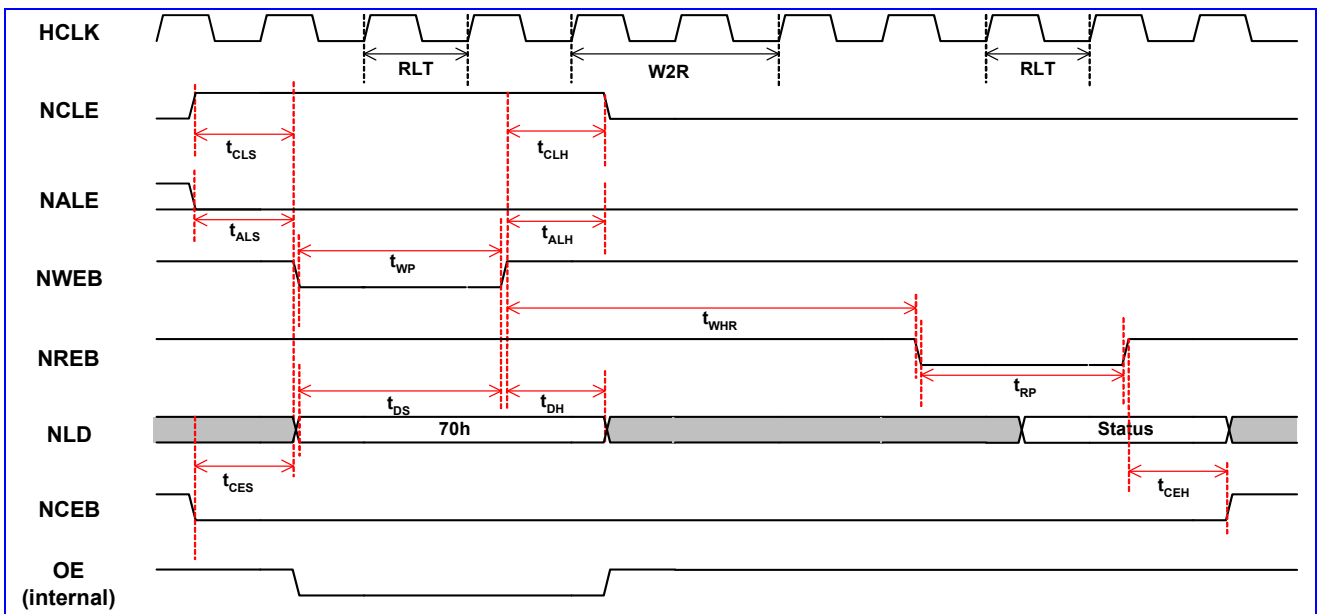 HCLK
RLT
W2R
RLT
NCLE
tCLS
tCLH
NALE
tALS
tALH
NWEB
tWP
tWHR
NREB
tRP
tDS
tDH
NLD
70h
Status
tCES
tCEH
NCEB
OE
(internal)